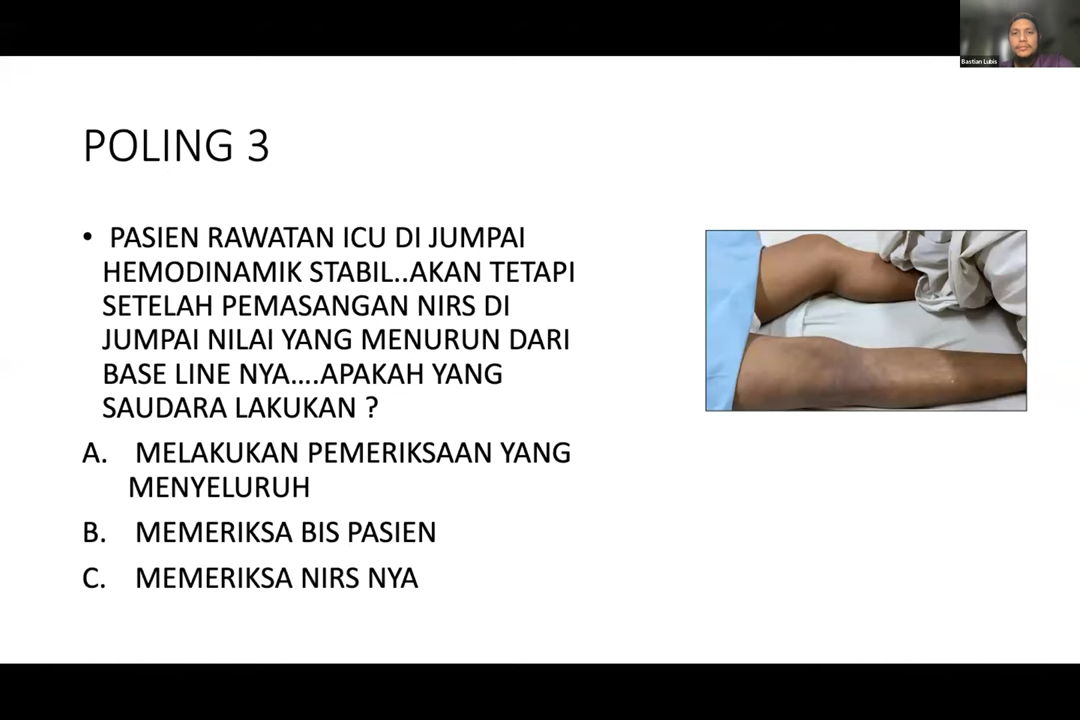 Bastian Lubis
POLING 3
• PASIEN RAWATAN ICU DI JUMPAI
HEMODINAMIK STABIL..AKAN TETAPI
SETELAH PEMASANGAN NIRS DI
JUMPAI NILAI YANG MENURUN DARI
BASE LINE NYA....APAKAH YANG
SAUDARA LAKUKAN ?
A. MELAKUKAN PEMERIKSAAN YANG
MENYELURUH
B. MEMERIKSA BIS PASIEN
C. MEMERIKSA NIRS NYA